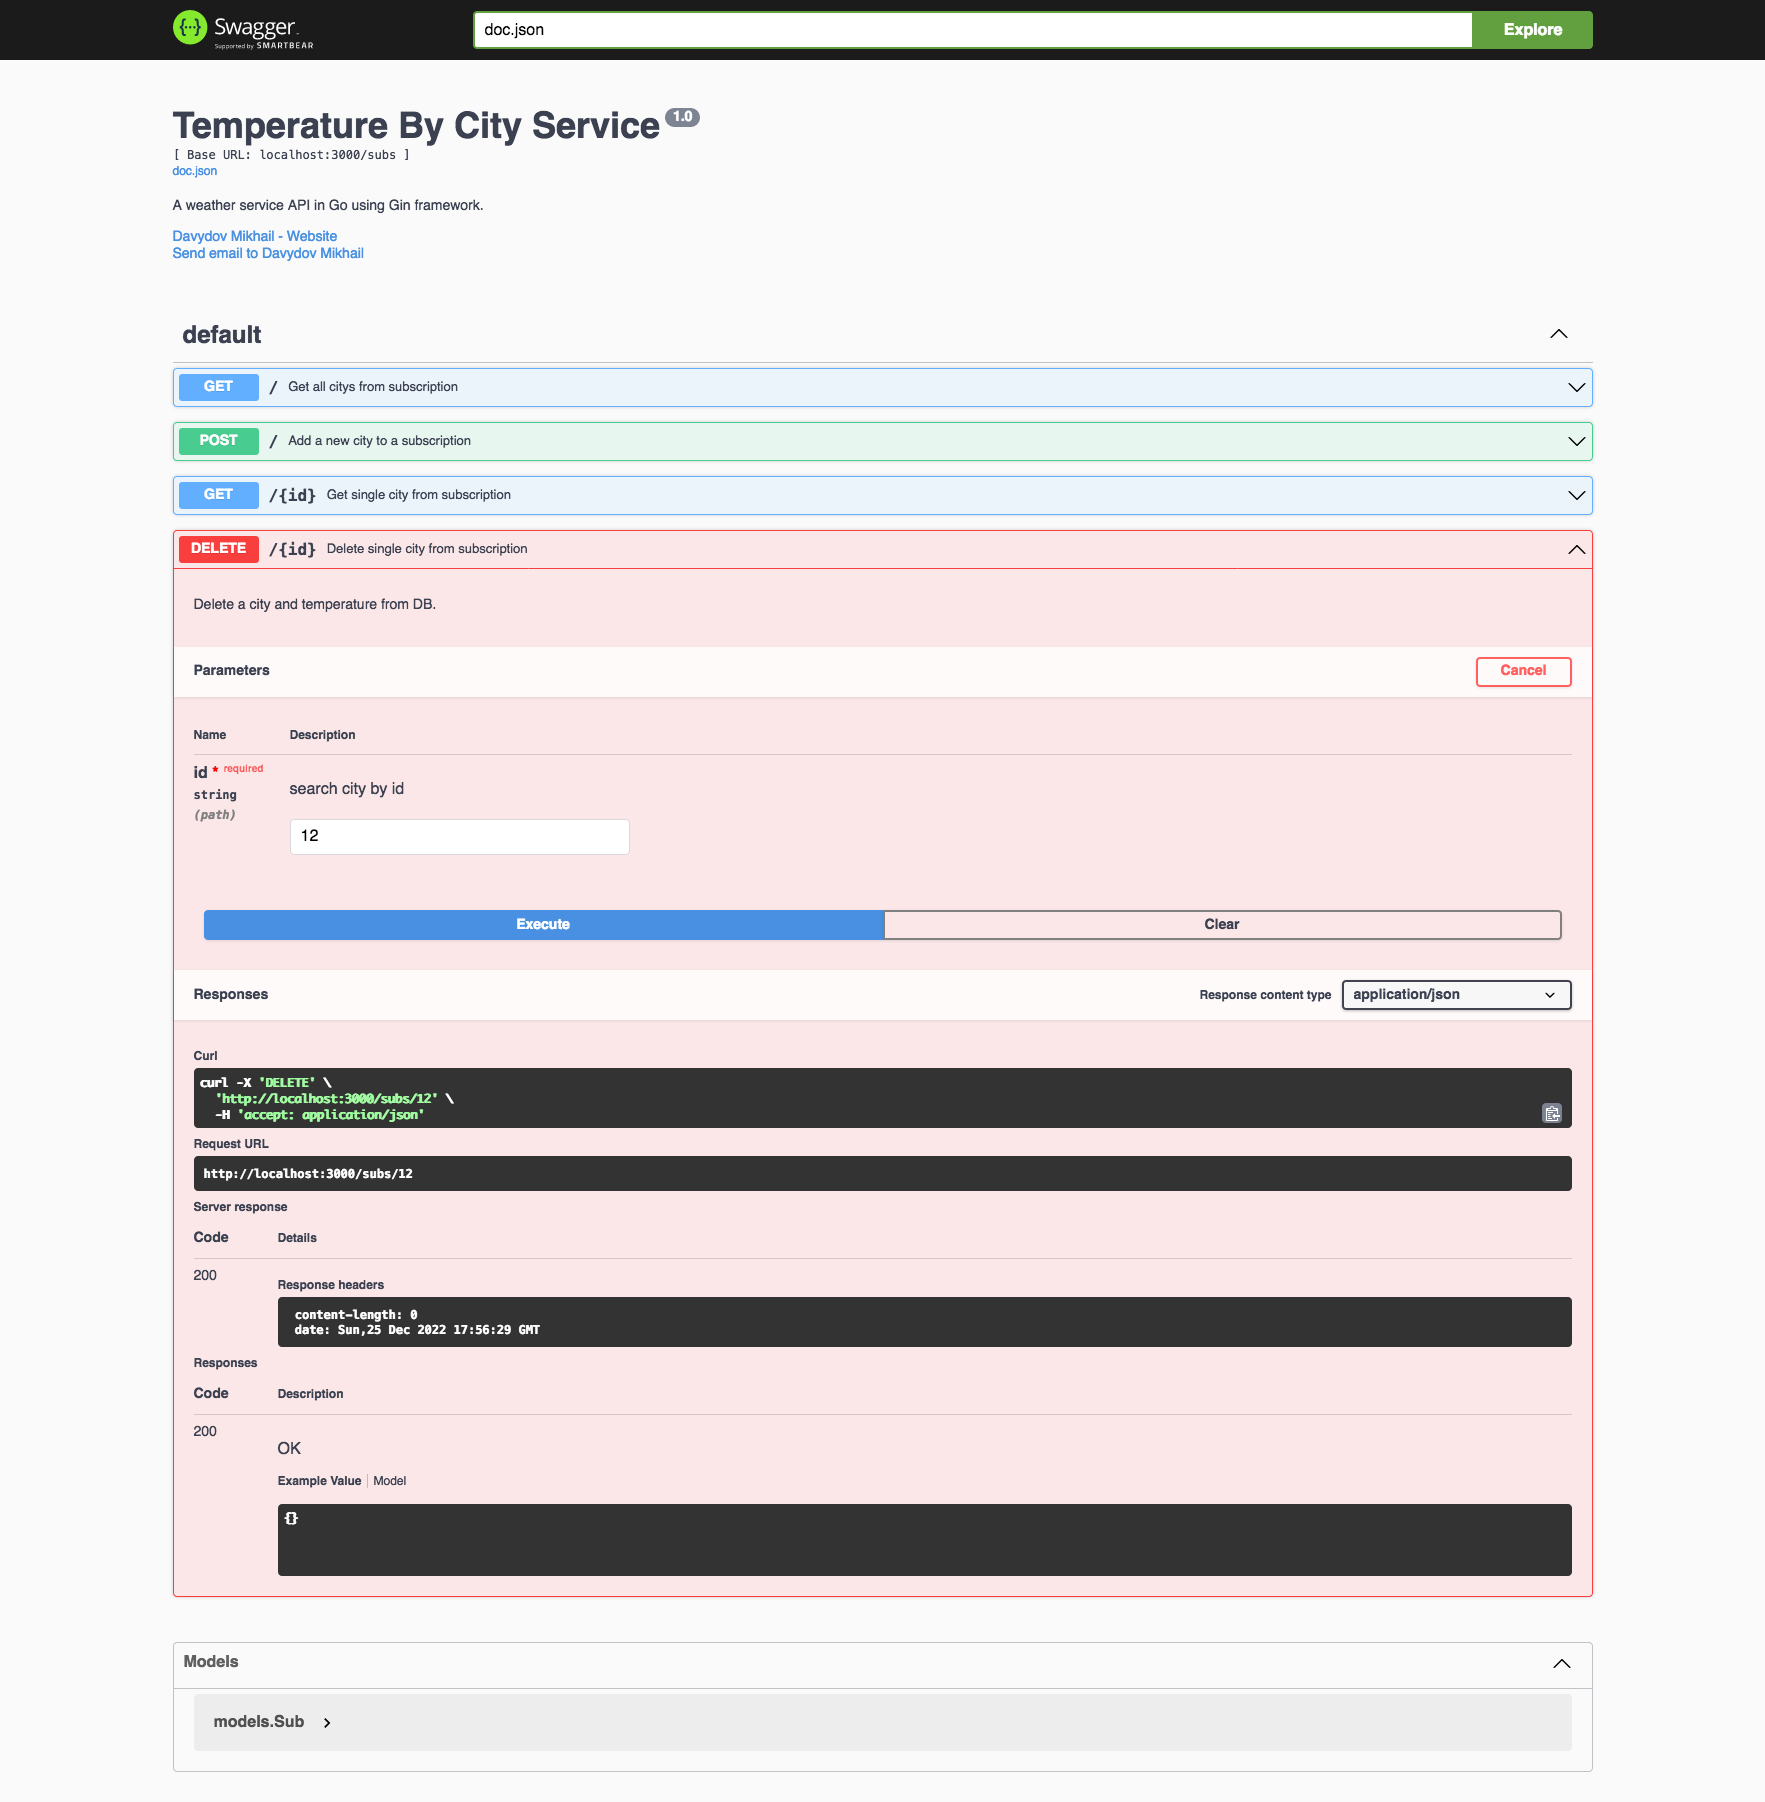 Swagger
Supported by SMARTBEAR
doc.json
Explore
Temperature By City Service 1.0
[ Base URL: localhost:3000/subs ]
doc.json
A weather service API in Go using Gin framework.
Davydov Mikhail - Website
Send email to Davydov Mikhail
default
GET / Get all citys from subscription
POST / Add a new city to a subscription
GET /{id} Get single city from subscription
DELETE /{id} Delete single city from subscription
Delete a city and temperature from DB.
Parameters Cancel
Name Description
id * required
string
(path)
search city by id
12
Execute Clear
Responses Response content type application/json
Curl
curl -X 'DELETE' \
'http://localhost:3000/subs/12' \
-H 'accept: application/json'
Request URL
http://localhost:3000/subs/12
Server response
Code Details
200
Response headers
content-length: 0
date: Sun,25 Dec 2022 17:56:29 GMT
Responses
Code Description
200
OK
Example Value Model
{}
Models
models.Sub